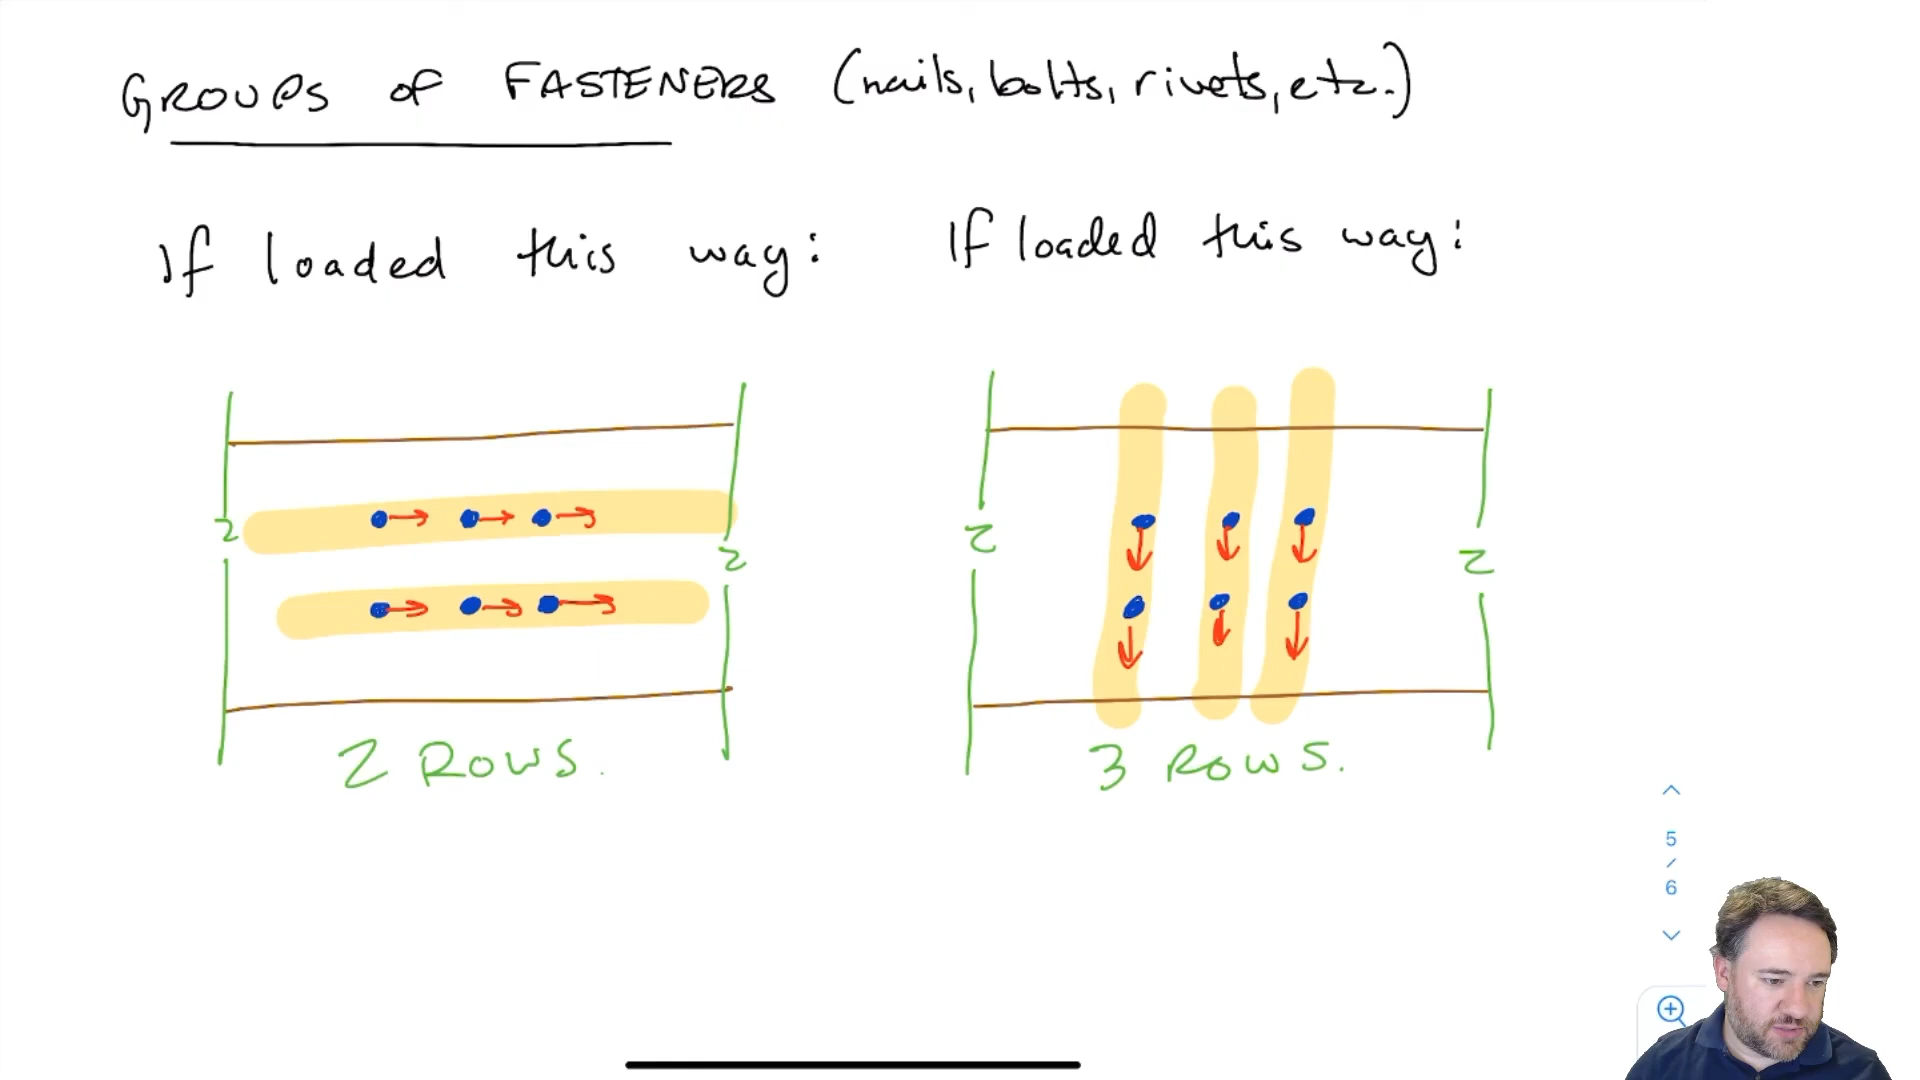 GROUPS of FASTENERS (nails, bolts, rivets, etc.)
If loaded this way:
If loaded this way:
2 ROWS.
3 ROWS.
5
/
6